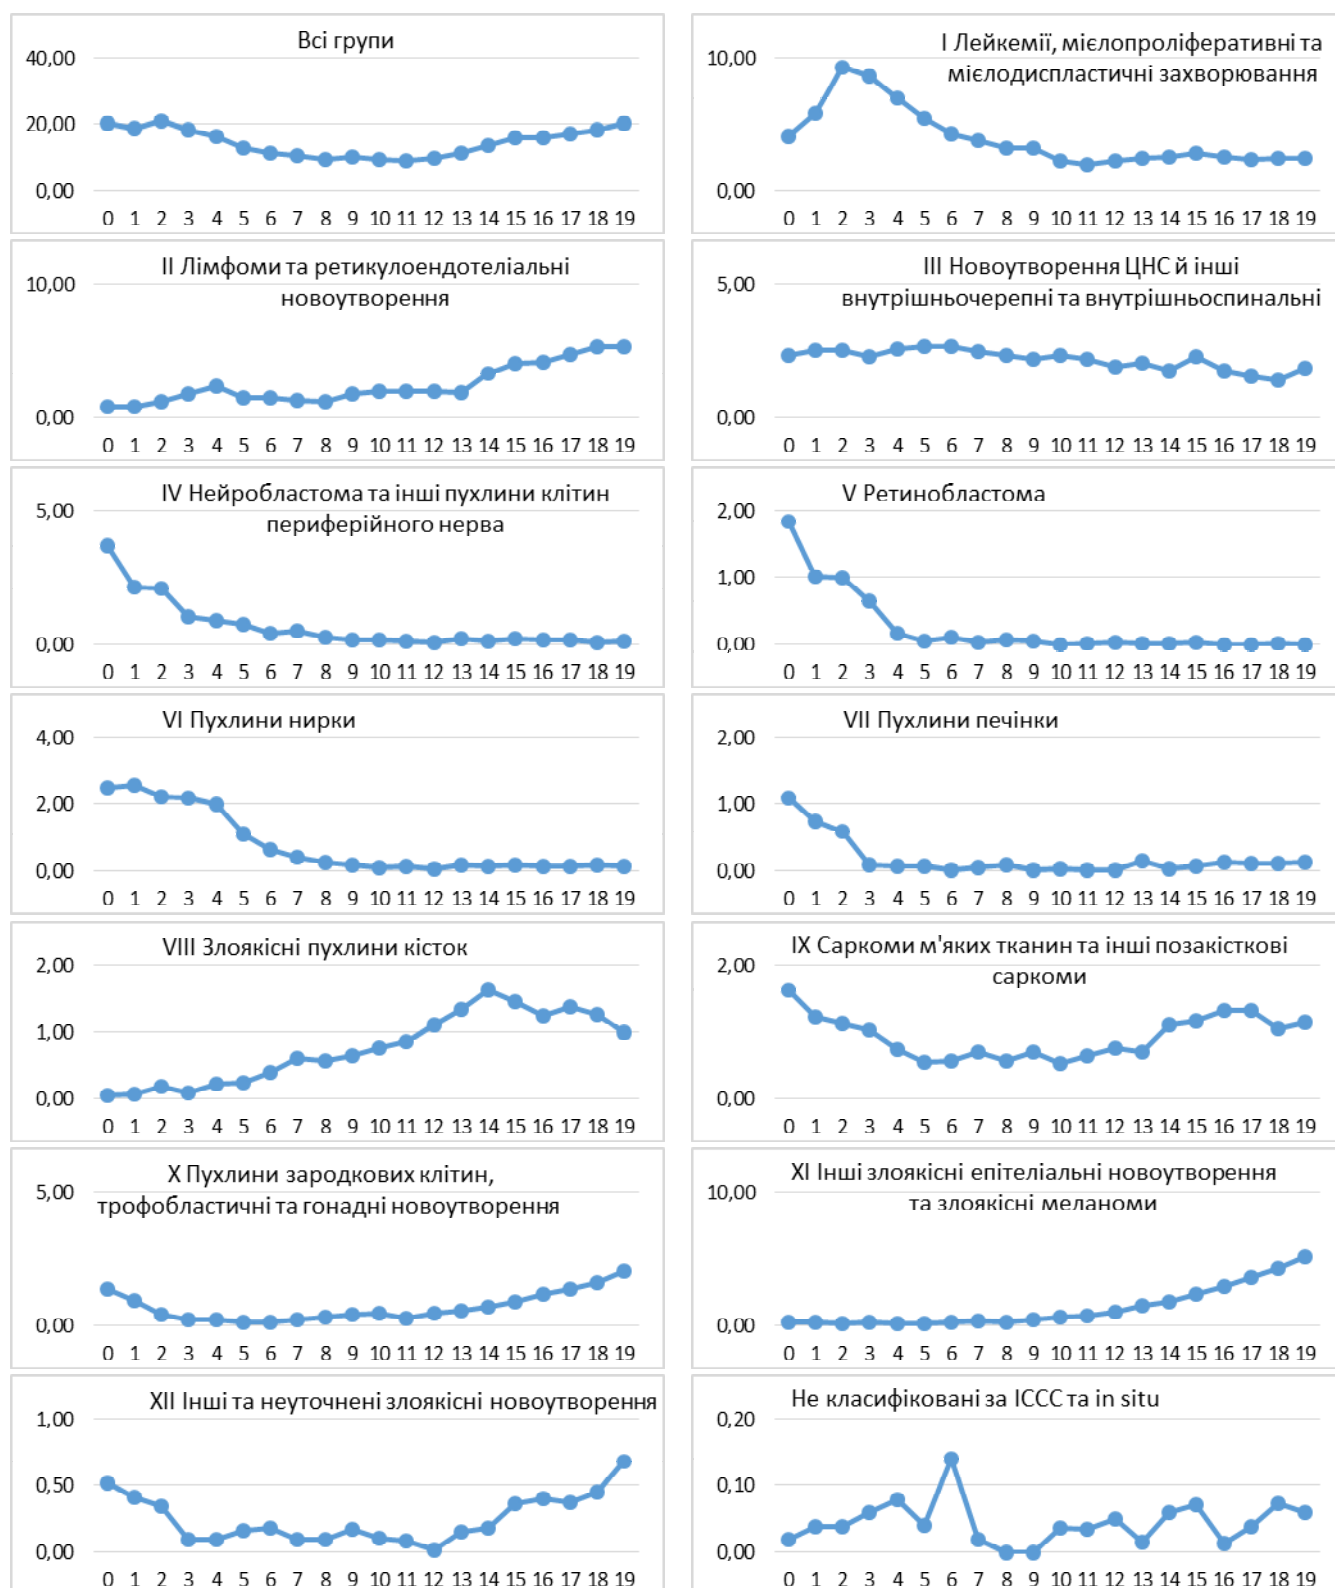 Всі групи
40,00
20,00
0,00
0 1 2 3 4 5 6 7 8 9 10 11 12 13 14 15 16 17 18 19
І Лейкемії, мієлопроліферативні та
мієлодиспластичні захворювання
10,00
0,00
0 1 2 3 4 5 6 7 8 9 10 11 12 13 14 15 16 17 18 19
ІІ Лімфоми та ретикулоендотеліальні
новоутворення
10,00
0,00
0 1 2 3 4 5 6 7 8 9 10 11 12 13 14 15 16 17 18 19
ІІІ Новоутворення ЦНС й інші
внутрішньочерепні та внутрішньоспинальні
5,00
0,00
0 1 2 3 4 5 6 7 8 9 10 11 12 13 14 15 16 17 18 19
IV Нейробластома та інші пухлини клітин
периферійного нерва
5,00
0,00
0 1 2 3 4 5 6 7 8 9 10 11 12 13 14 15 16 17 18 19
V Ретинобластома
2,00
1,00
0,00
0 1 2 3 4 5 6 7 8 9 10 11 12 13 14 15 16 17 18 19
VI Пухлини нирки
4,00
2,00
0,00
0 1 2 3 4 5 6 7 8 9 10 11 12 13 14 15 16 17 18 19
VII Пухлини печінки
2,00
1,00
0,00
0 1 2 3 4 5 6 7 8 9 10 11 12 13 14 15 16 17 18 19
VIII Злоякісні пухлини кісток
2,00
1,00
0,00
0 1 2 3 4 5 6 7 8 9 10 11 12 13 14 15 16 17 18 19
IX Саркоми м'яких тканин та інші позакісткові
саркоми
2,00
0,00
0 1 2 3 4 5 6 7 8 9 10 11 12 13 14 15 16 17 18 19
X Пухлини зародкових клітин,
трофобластичні та гонадні новоутворення
5,00
0,00
0 1 2 3 4 5 6 7 8 9 10 11 12 13 14 15 16 17 18 19
XI Інші злоякісні епітеліальні новоутворення
та злоякісні меланоми
10,00
0,00
0 1 2 3 4 5 6 7 8 9 10 11 12 13 14 15 16 17 18 19
XII Інші та неуточнені злоякісні новоутворення
1,00
0,50
0,00
0 1 2 3 4 5 6 7 8 9 10 11 12 13 14 15 16 17 18 19
Не класифіковані за ICCC та in situ
0,20
0,10
0,00
0 1 2 3 4 5 6 7 8 9 10 11 12 13 14 15 16 17 18 19